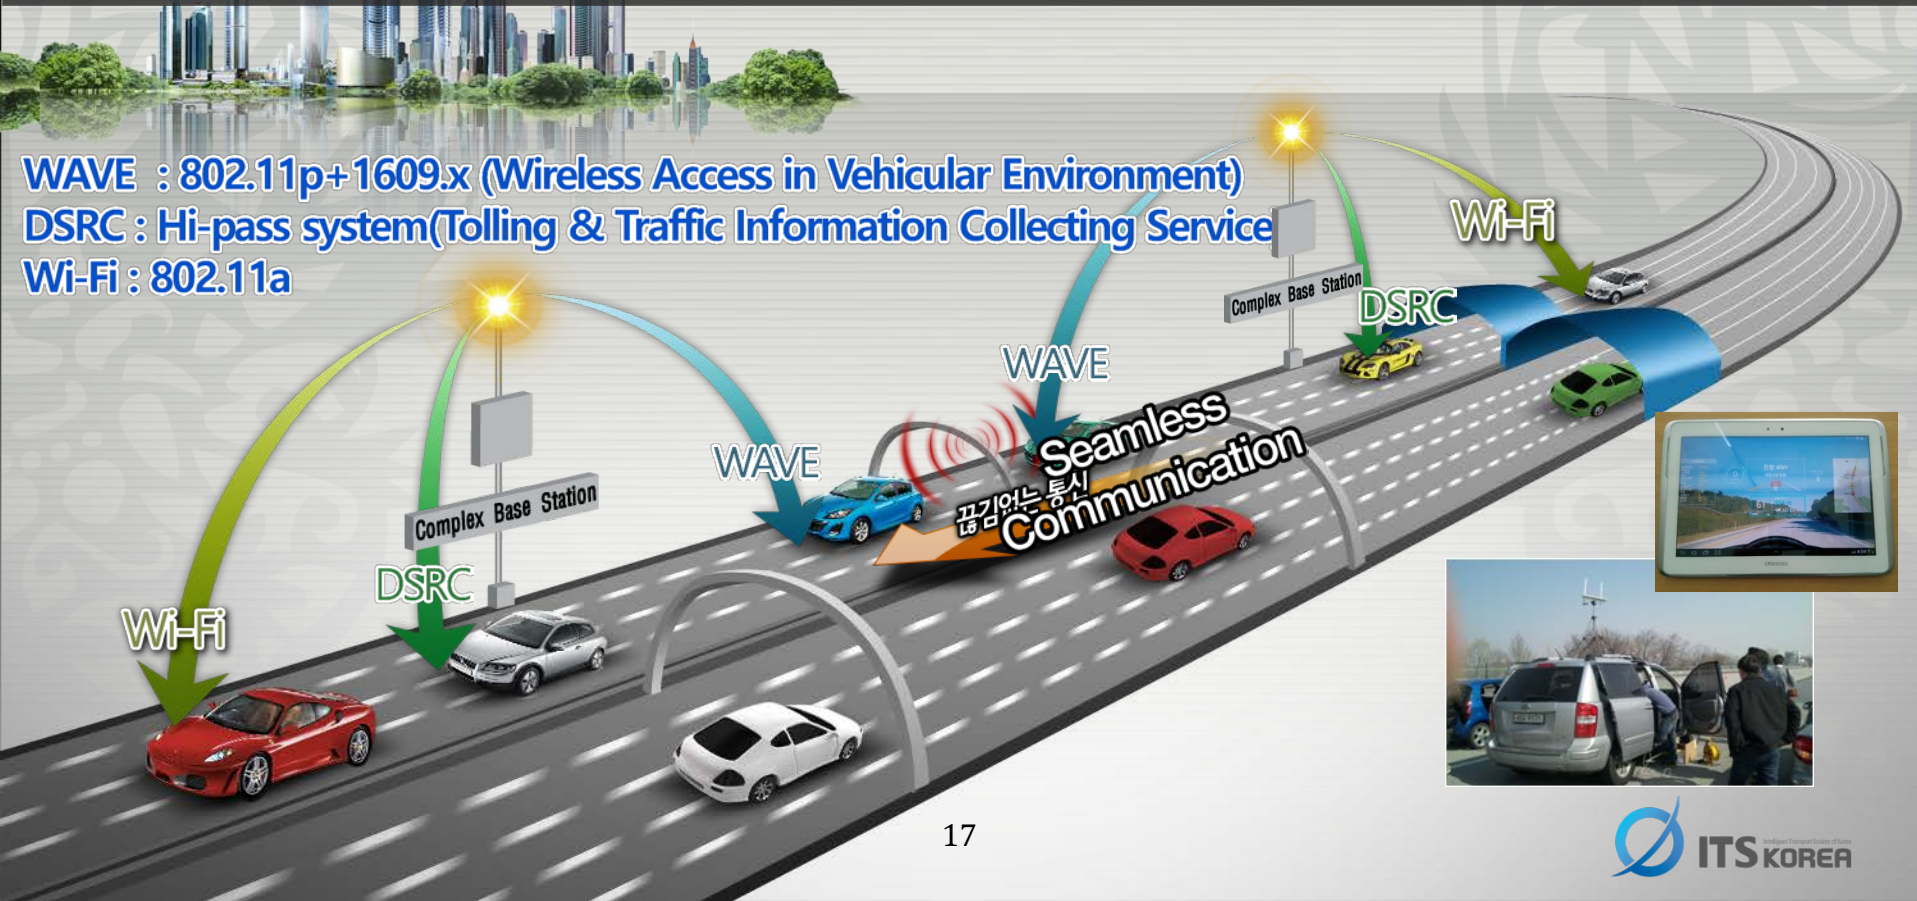 WAVE : 802.11p+1609.x (Wireless Access in Vehicular Environment)
DSRC : Hi-pass system(Tolling & Traffic Information Collecting Service
Wi-Fi : 802.11a
Wi-Fi
Complex Base Station
DSRC
WAVE
WAVE
Seamless
끊김없는 통신
Communication
Complex Base Station
DSRC
Wi-Fi
17
ITS KOREA